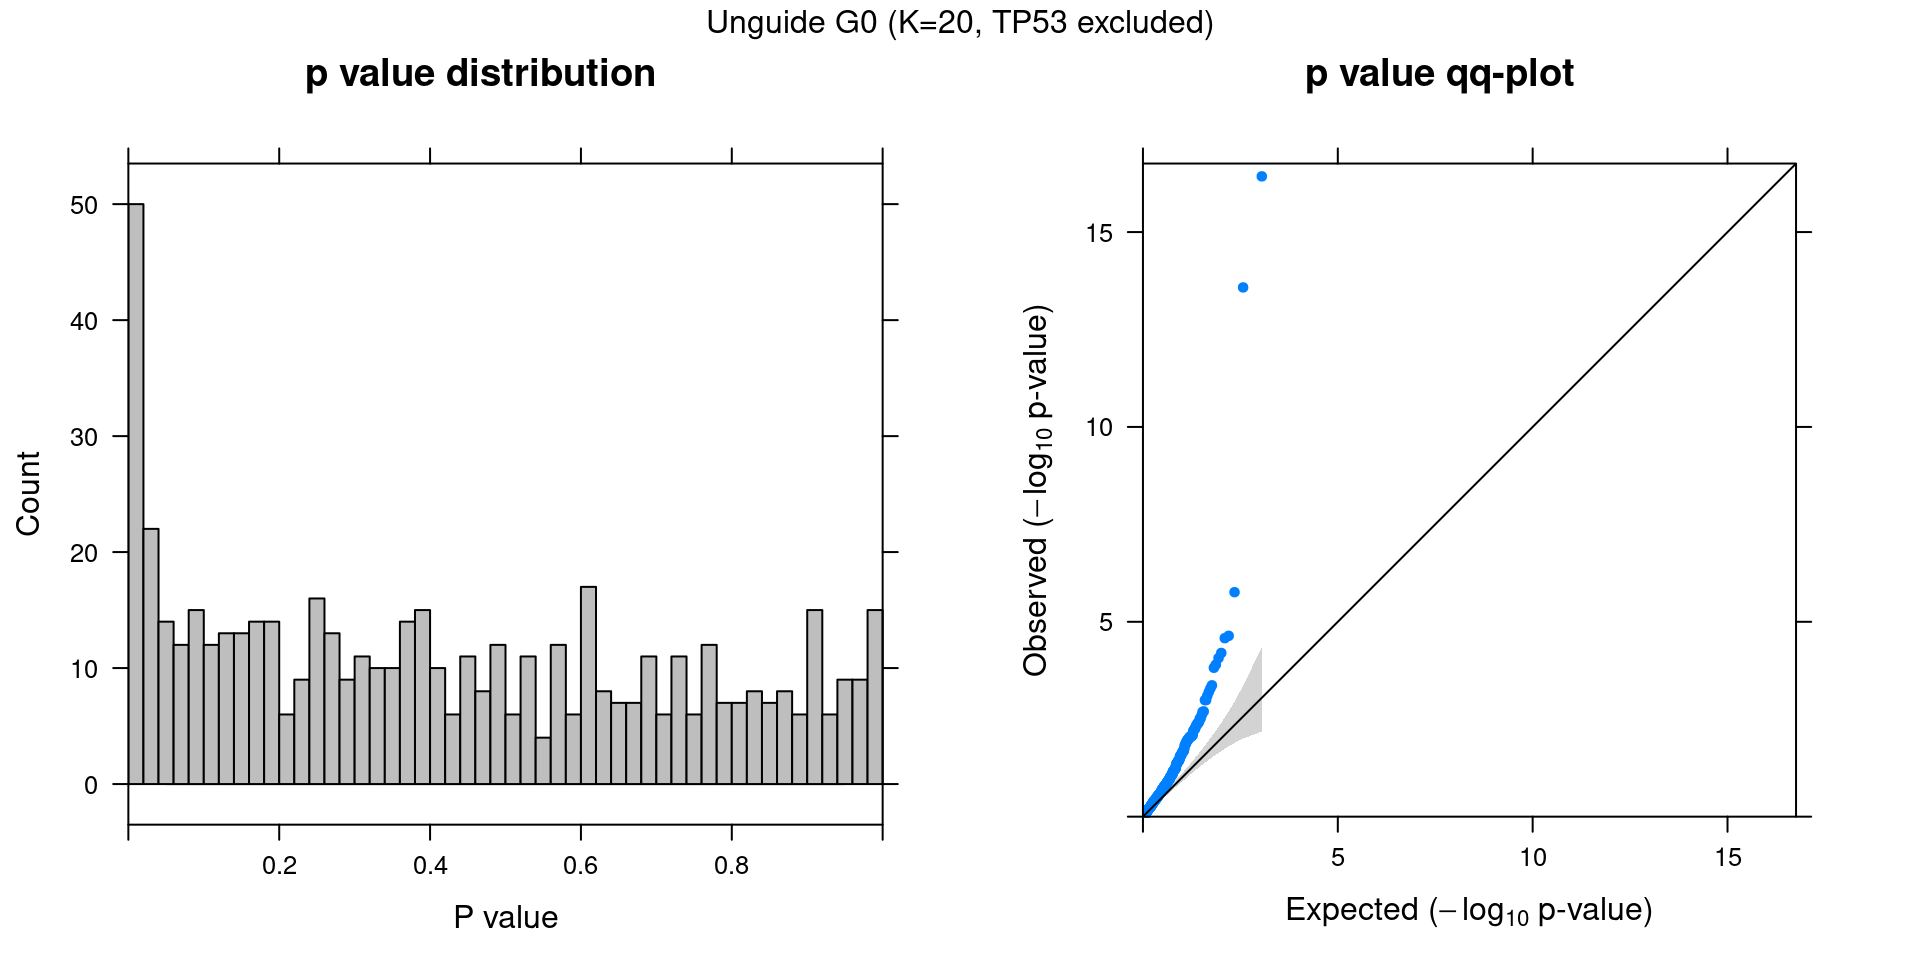 Unguide G0 (K=20, TP53 excluded)
p value distribution
50
40
30
20
10
0
Count
0.2 0.4 0.6 0.8
P value
p value qq-plot
15
10
5
Observed (−log10 p-value)
5 10 15
Expected (−log10 p-value)